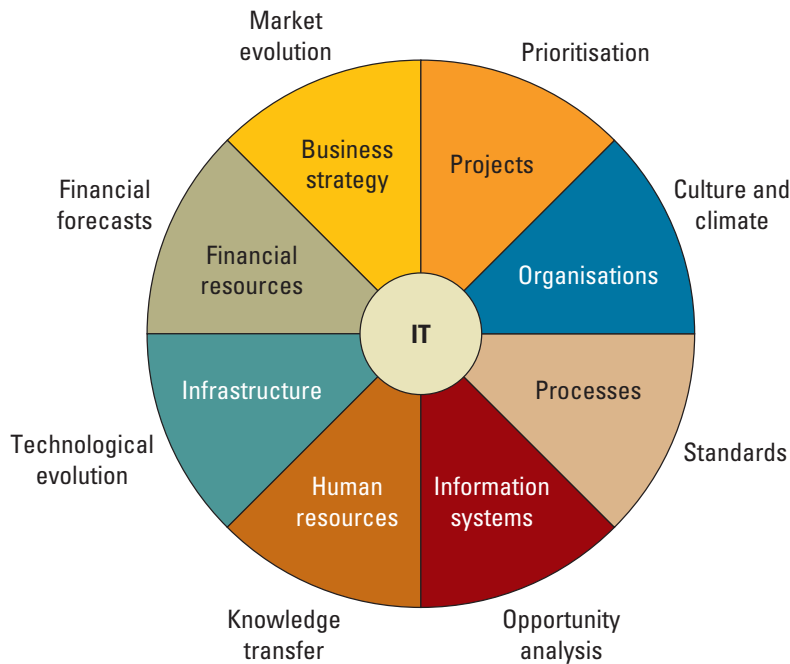 Market
evolution
Prioritisation
Business
strategy
Projects
Financial
forecasts
Culture and
climate
Financial
resources
Organisations
IT
Infrastructure
Processes
Technological
evolution
Standards
Human
resources
Information
systems
Knowledge
transfer
Opportunity
analysis